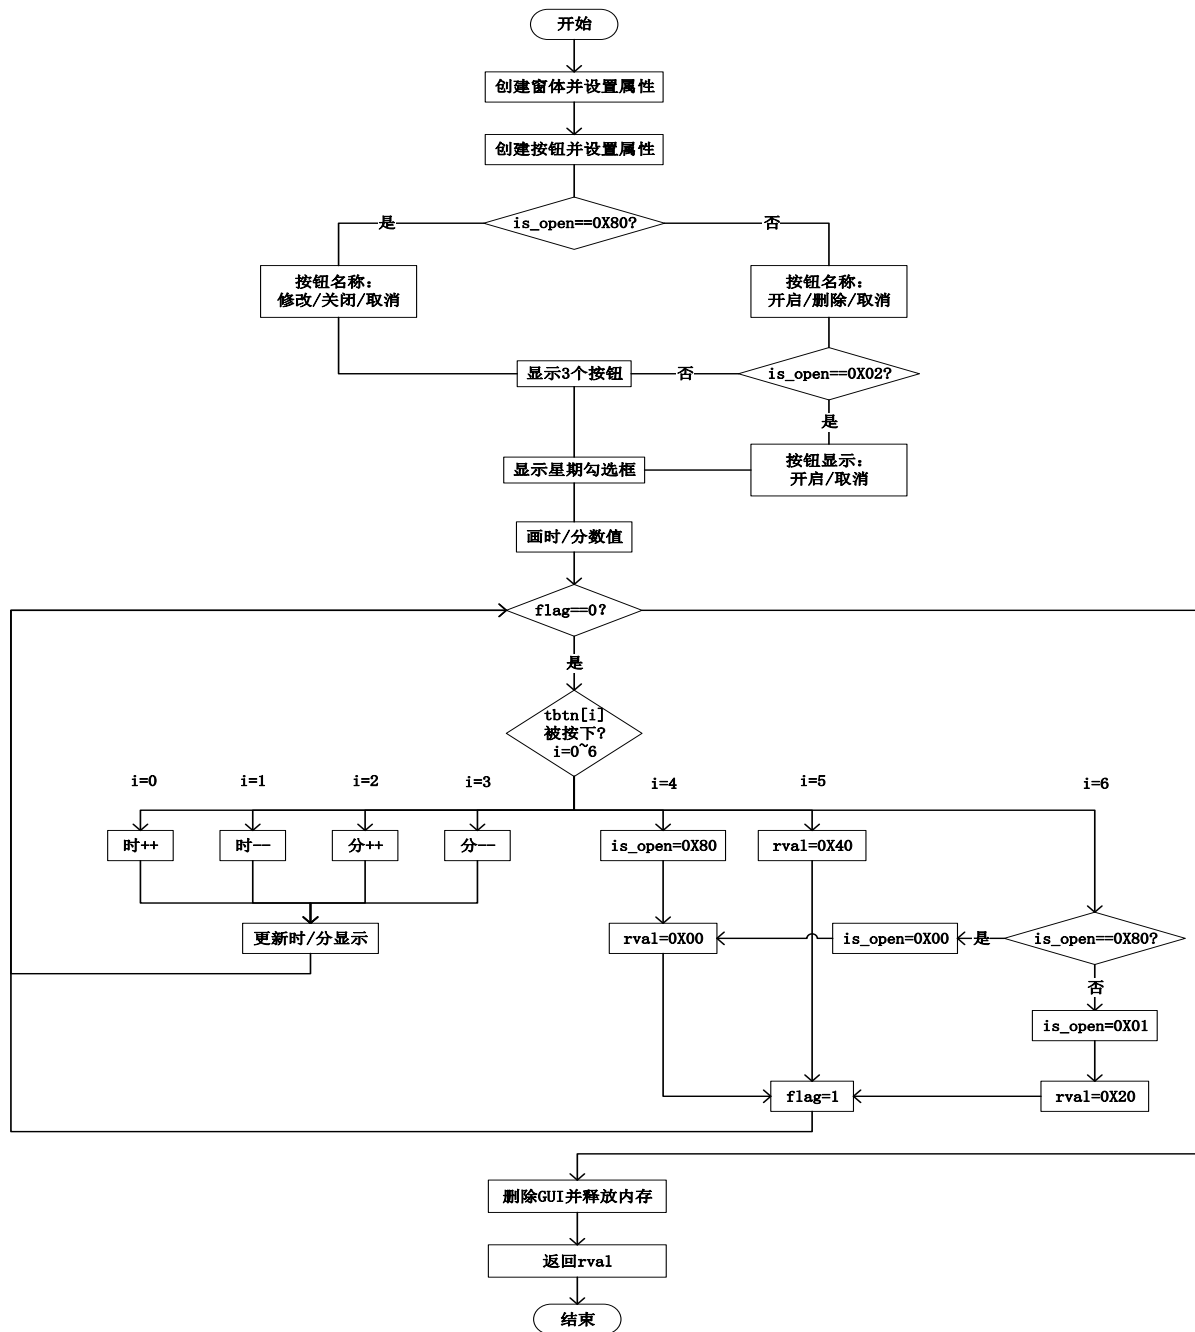 开始
创建窗体并设置属性
创建按钮并设置属性
is_open==0X80?
是
否
按钮名称：
修改/关闭/取消
按钮名称：
开启/删除/取消
显示3个按钮
否
is_open==0X02?
是
显示星期勾选框
按钮显示：
开启/取消
画时/分数值
flag==0?
是
tbtn[i]
被按下?
i=0~6
i=0
i=1
i=2
i=3
i=4
i=5
i=6
时++
时--
分++
分--
is_open=0X80
rval=0X40
更新时/分显示
rval=0X00
is_open=0X00
是
is_open==0X80?
否
is_open=0X01
flag=1
rval=0X20
删除GUI并释放内存
返回rval
结束